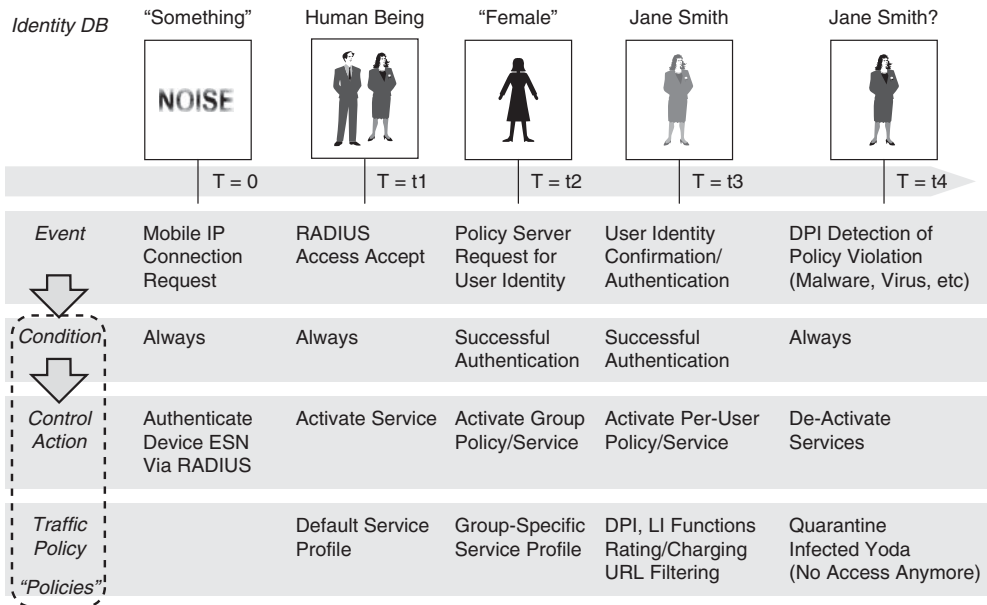 Identity DB
“Something”
Human Being
“Female”
Jane Smith
Jane Smith?
NOISE
T = 0
T = t1
T = t2
T = t3
T = t4
Event
Mobile IP
Connection
Request
RADIUS
Access Accept
Policy Server
Request for
User Identity
User Identity
Confirmation/
Authentication
DPI Detection of
Policy Violation
(Malware, Virus, etc)
Condition
Always
Always
Successful
Authentication
Successful
Authentication
Always
Control
Action
Authenticate
Device ESN
Via RADIUS
Activate Service
Activate Group
Policy/Service
Activate Per-User
Policy/Service
De-Activate
Services
Traffic
Policy
Default Service
Profile
Group-Specific
Service Profile
DPI, LI Functions
Rating/Charging
URL Filtering
Quarantine
Infected Yoda
(No Access Anymore)
“Policies”